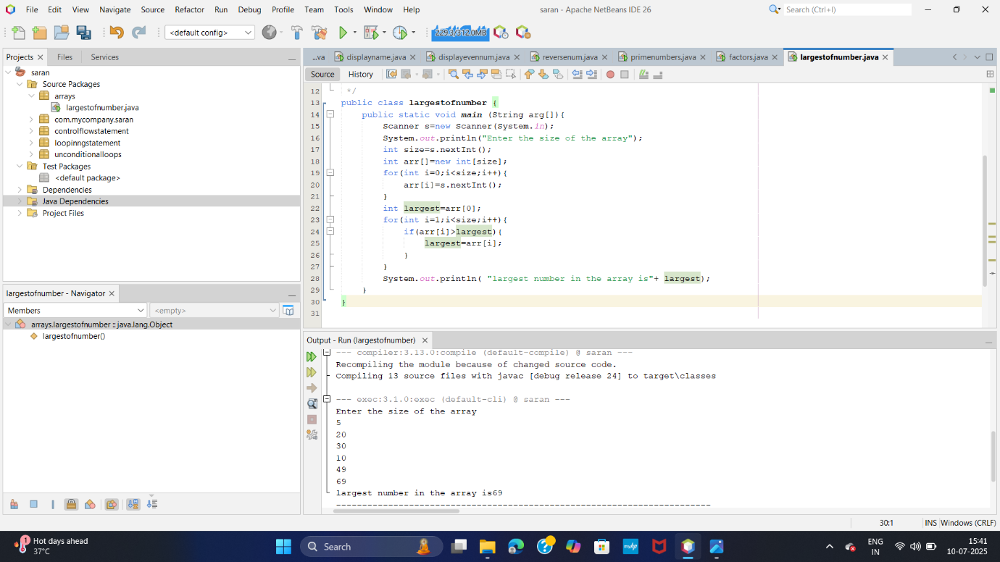 File Edit View Navigate Source Refactor Run Debug Profile Team Tools Window Help
saran - Apache NetBeans IDE 26
Search (Ctrl+I)
<default config>
229.3/312.0MB
Projects Files Services
saran
Source Packages
arrays
largestofnumber.java
com.mycompany.saran
controlflowstatement
loopinngstatement
unconditionalloops
Test Packages
<default package>
Dependencies
Java Dependencies
Project Files
largestofnumber - Navigator
Members
<empty>
arrays.largestofnumber :: java.lang.Object
largestofnumber()
...va displayname.java displayevennum.java reversenum.java primenumbers.java factors.java largestofnumber.java
Source History
12 */
13 public class largestofnumber {
14 public static void main (String arg[]){
15 Scanner s=new Scanner(System.in);
16 System.out.println("Enter the size of the array");
17 int size=s.nextInt();
18 int arr[]=new int[size];
19 for(int i=0;i<size;i++){
20 arr[i]=s.nextInt();
21 }
22 int largest=arr[0];
23 for(int i=1;i<size;i++){
24 if(arr[i]>largest){
25 largest=arr[i];
26 }
27 }
28 System.out.println( "largest number in the array is"+ largest);
29 }
30 }
31
Output - Run (largestofnumber)
--- compiler:3.13.0:compile (default-compile) @ saran ---
Recompiling the module because of changed source code.
Compiling 13 source files with javac [debug release 24] to target\classes
--- exec:3.1.0:exec (default-cli) @ saran ---
Enter the size of the array
5
20
30
10
49
69
largest number in the array is69
------------------------------------------------------------------------
30:1 INS Windows (CRLF)
1
Hot days ahead
37°C
Search
myhp
ENG
IN
15:41
10-07-2025